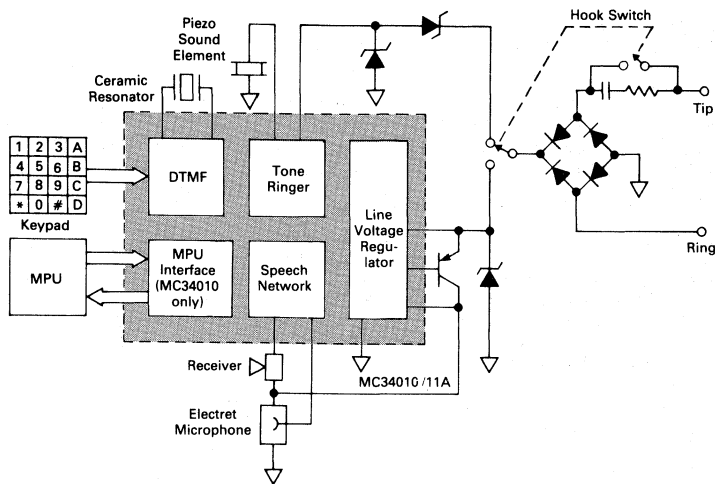 Hook Switch
Piezo
Sound
Element
Ceramic
Resonator
Tip
1 2 3 A
4 5 6 B
7 8 9 C
* 0 # D
Keypad
DTMF
Tone
Ringer
Line
Voltage
Regu-
lator
Ring
MPU
MPU
Interface
(MC34010
only)
Speech
Network
Receiver
MC34010/11A
Electret
Microphone